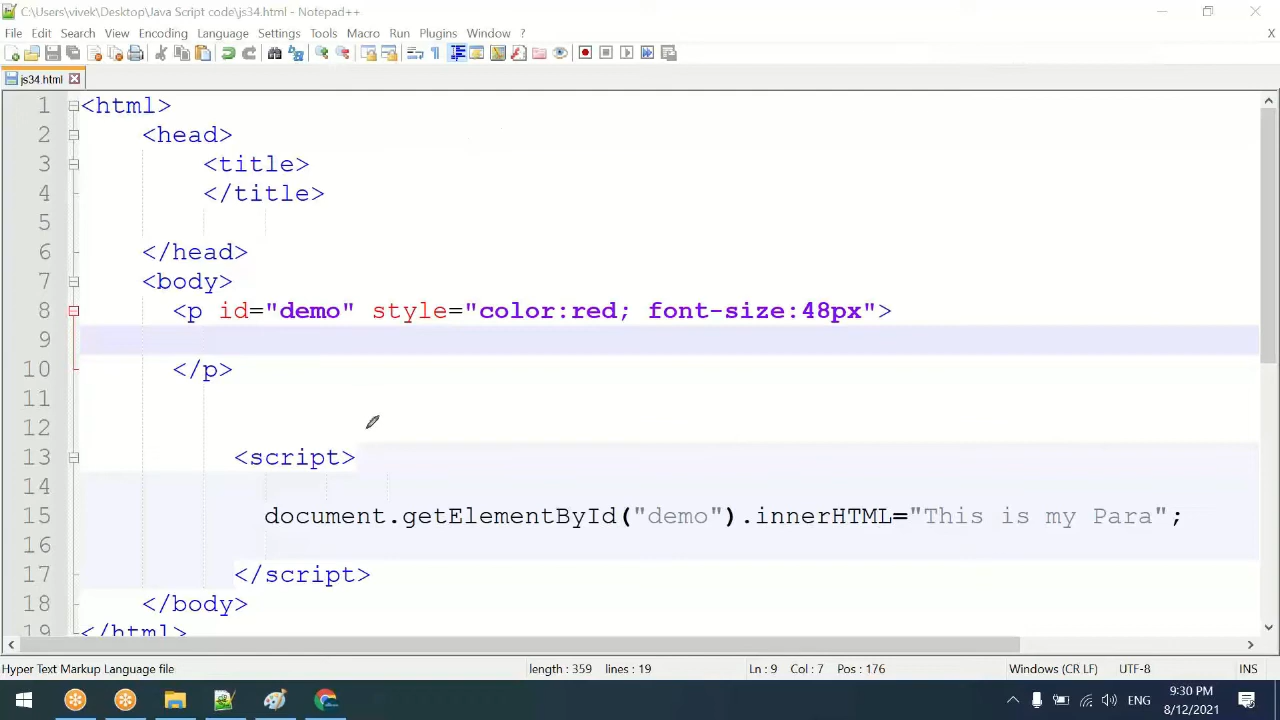 C:\Users\vivek\Desktop\Java Script code\js34.html - Notepad++
File Edit Search View Encoding Language Settings Tools Macro Run Plugins Window ? X
js34.html
1 <html>
2 <head>
3 <title>
4 </title>
5
6 </head>
7 <body>
8 <p id="demo" style="color:red; font-size:48px">
9
10 </p>
11
12
13 <script>
14
15 document.getElementById("demo").innerHTML="This is my Para";
16
17 </script>
18 </body>
19 </html>
Hyper Text Markup Language file length : 359 lines : 19 Ln : 9 Col : 7 Pos : 176 Windows (CR LF) UTF-8 INS
ENG
9:30 PM
8/12/2021